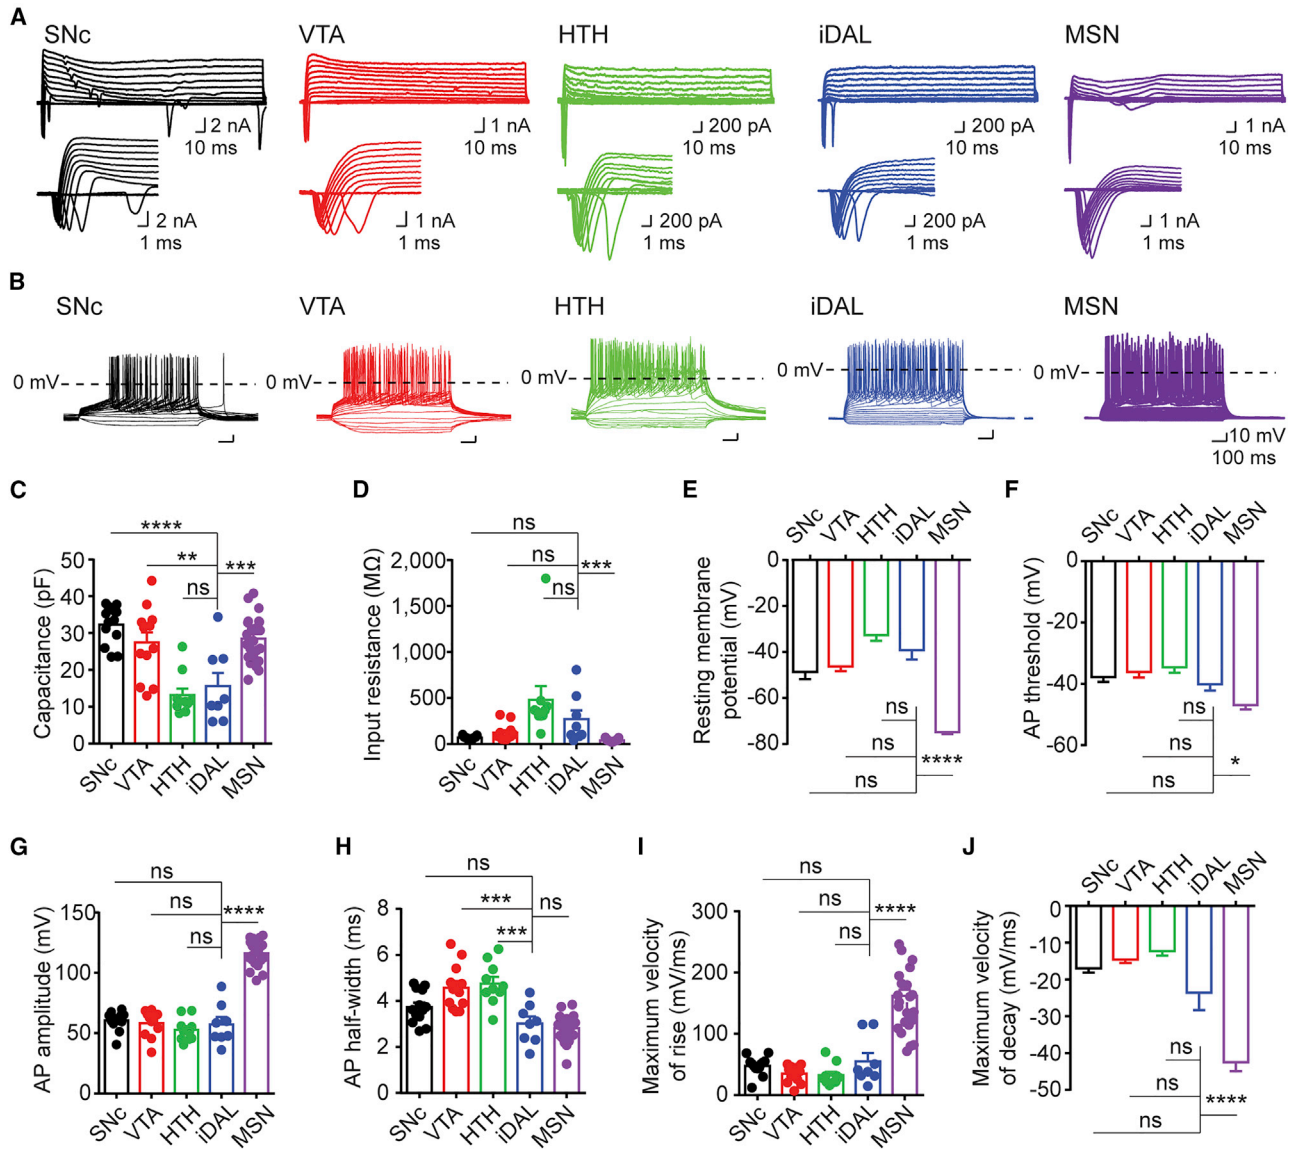 A
SNc VTA HTH iDAL MSN
2 nA 1 nA 200 pA 200 pA 1 nA
10 ms 10 ms 10 ms 10 ms 10 ms
2 nA 1 nA 200 pA 200 pA 1 nA
1 ms 1 ms 1 ms 1 ms 1 ms
B
SNc VTA HTH iDAL MSN
0 mV 0 mV 0 mV 0 mV 0 mV
10 mV
100 ms
C
****
** ***
ns
Capacitance (pF)
50
40
30
20
10
0
SNc VTA HTH iDAL MSN
D
ns
ns ***
ns
Input resistance (MΩ)
2,000
1,500
1,000
500
0
SNc VTA HTH iDAL MSN
E
SNc VTA HTH iDAL MSN
Resting membrane
potential (mV)
0
-20
-40
-60
-80
ns
ns ****
ns
F
SNc VTA HTH iDAL MSN
AP threshold (mV)
0
-20
-40
-60
ns
ns *
ns
G
ns
ns ****
ns
AP amplitude (mV)
150
100
50
0
SNc VTA HTH iDAL MSN
H
ns
*** ns
***
AP half-width (ms)
8
6
4
2
0
SNc VTA HTH iDAL MSN
I
ns
ns ****
ns
Maximum velocity
of rise (mV/ms)
300
200
100
0
SNc VTA HTH iDAL MSN
J
SNc VTA HTH iDAL MSN
Maximum velocity
of decay (mV/ms)
0
-10
-20
-30
-40
-50
ns
ns ****
ns